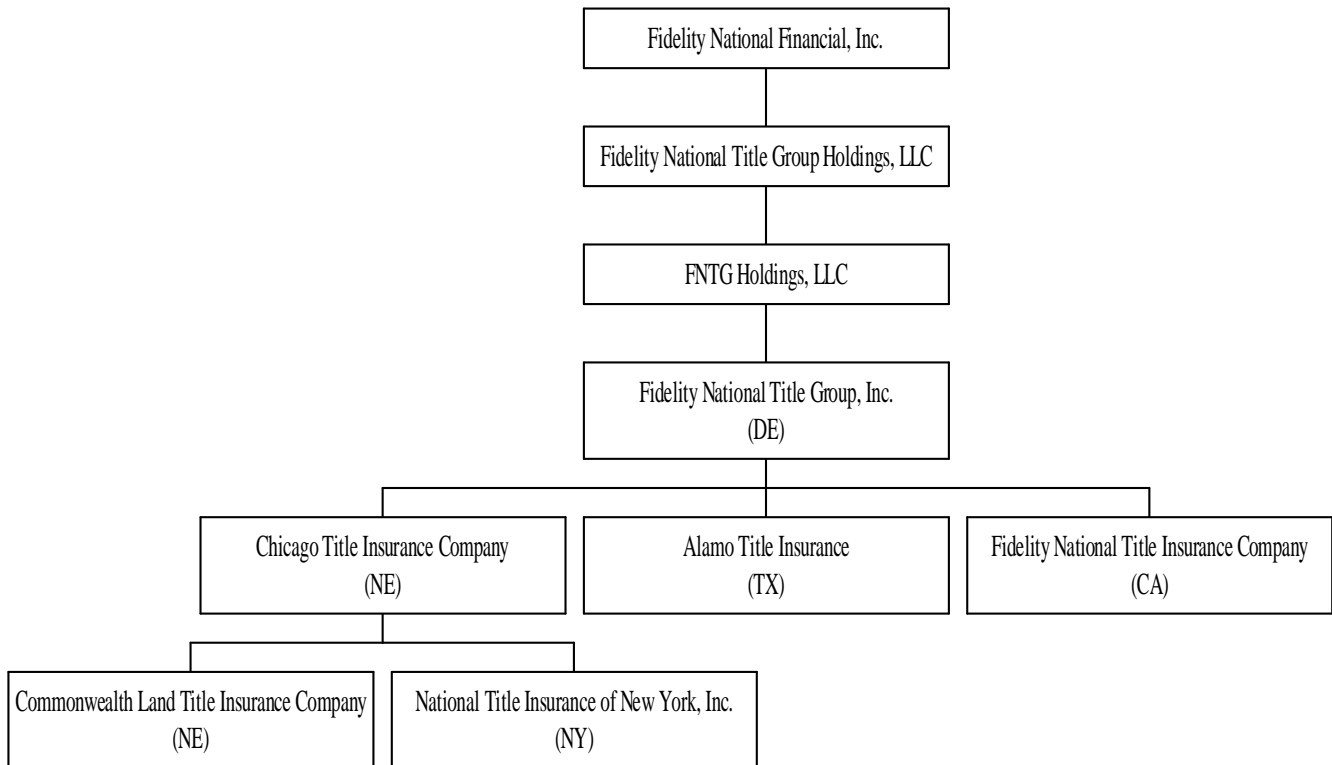 Fidelity National Financial, Inc.
Fidelity National Title Group Holdings, LLC
FNTG Holdings, LLC
Fidelity National Title Group, Inc.
(DE)
Chicago Title Insurance Company
(NE)
Alamo Title Insurance
(TX)
Fidelity National Title Insurance Company
(CA)
Commonwealth Land Title Insurance Company
(NE)
National Title Insurance of New York, Inc.
(NY)